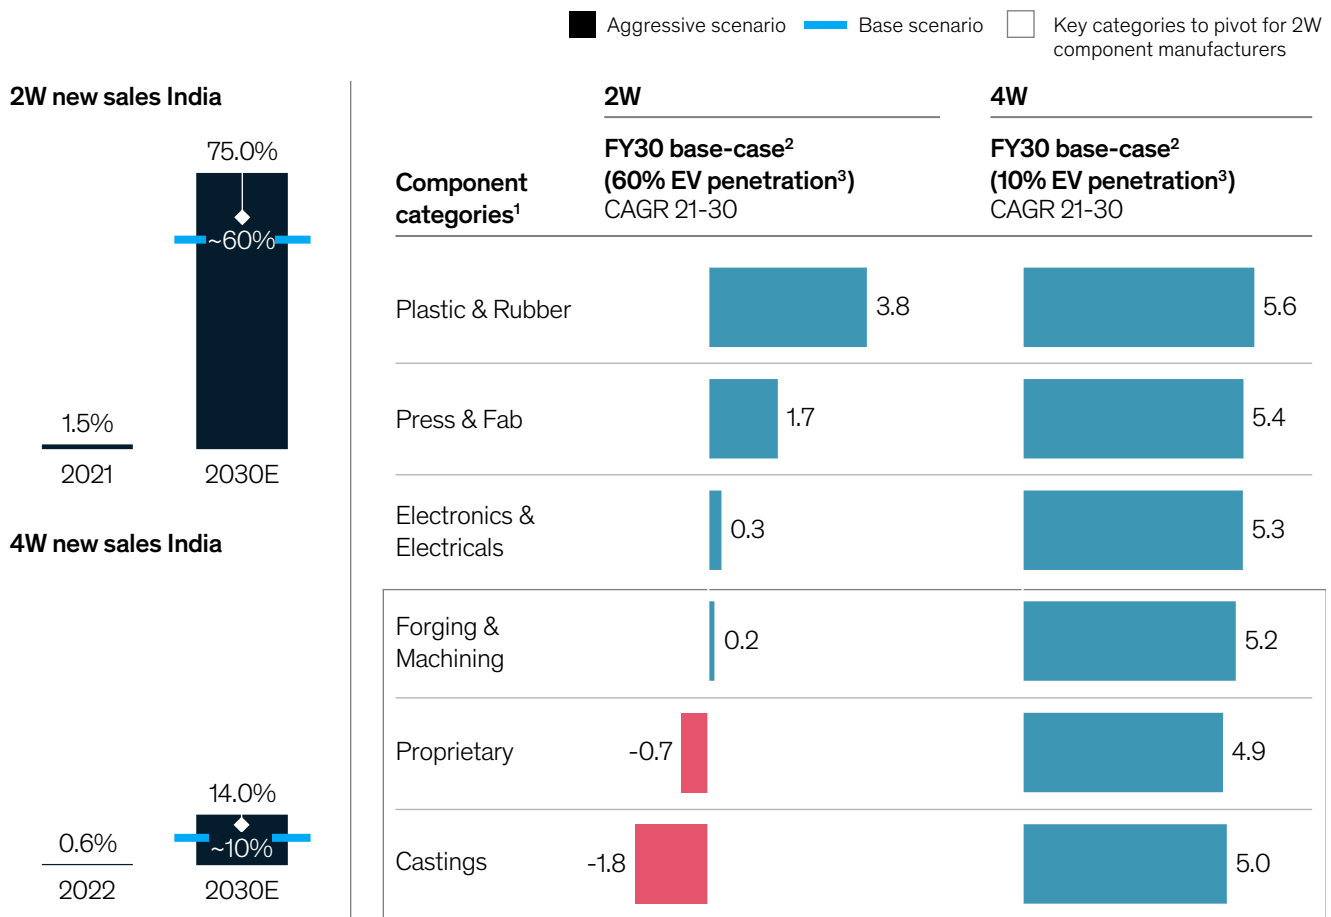 Aggressive scenario
Base scenario
Key categories to pivot for 2W
component manufacturers
2W new sales India
75.0%
~60%
1.5%
2021
2030E
4W new sales India
14.0%
~10%
0.6%
2022
2030E
Component
categories¹
2W
FY30 base-case²
(60% EV penetration³)
CAGR 21-30
4W
FY30 base-case²
(10% EV penetration³)
CAGR 21-30
Plastic & Rubber
3.8
5.6
Press & Fab
1.7
5.4
Electronics &
Electricals
0.3
5.3
Forging &
Machining
0.2
5.2
Proprietary
-0.7
4.9
Castings
-1.8
5.0